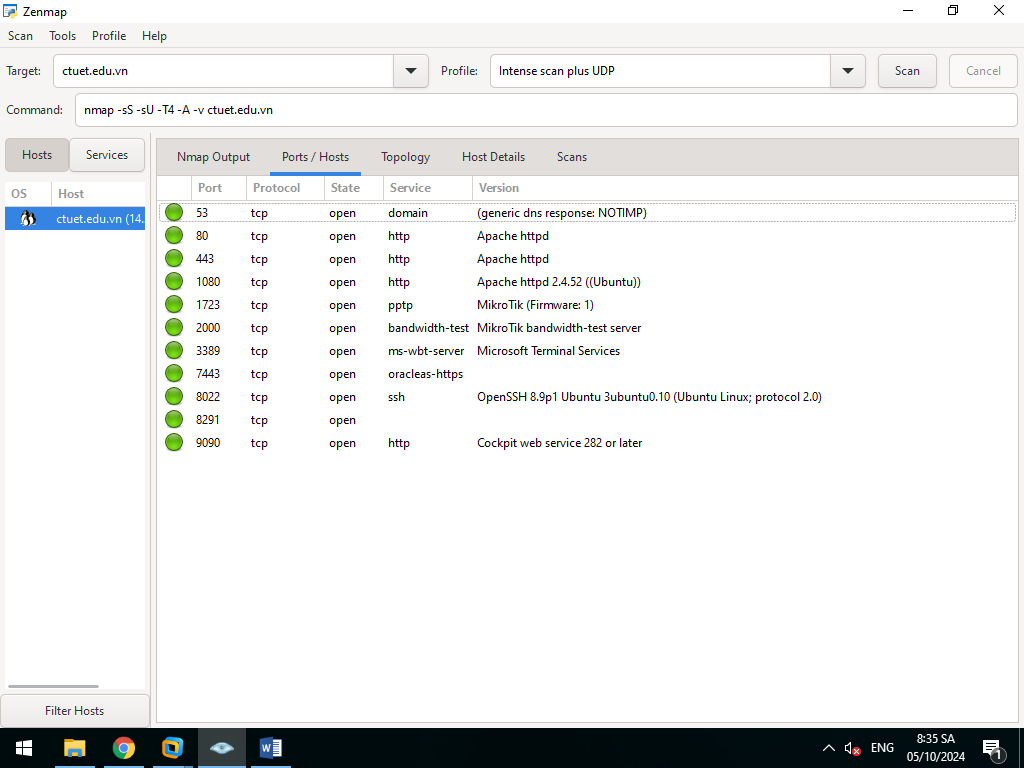 Zenmap
Scan Tools Profile Help
Target: ctuet.edu.vn Profile: Intense scan plus UDP Scan Cancel
Command: nmap -sS -sU -T4 -A -v ctuet.edu.vn
Hosts Services Nmap Output Ports / Hosts Topology Host Details Scans
OS Host Port Protocol State Service Version
ctuet.edu.vn (14. 53 tcp open domain (generic dns response: NOTIMP)
80 tcp open http Apache httpd
443 tcp open http Apache httpd
1080 tcp open http Apache httpd 2.4.52 ((Ubuntu))
1723 tcp open pptp MikroTik (Firmware: 1)
2000 tcp open bandwidth-test MikroTik bandwidth-test server
3389 tcp open ms-wbt-server Microsoft Terminal Services
7443 tcp open oracleas-https
8022 tcp open ssh OpenSSH 8.9p1 Ubuntu 3ubuntu0.10 (Ubuntu Linux; protocol 2.0)
8291 tcp open
9090 tcp open http Cockpit web service 282 or later
Filter Hosts
ENG 8:35 SA
05/10/2024 1